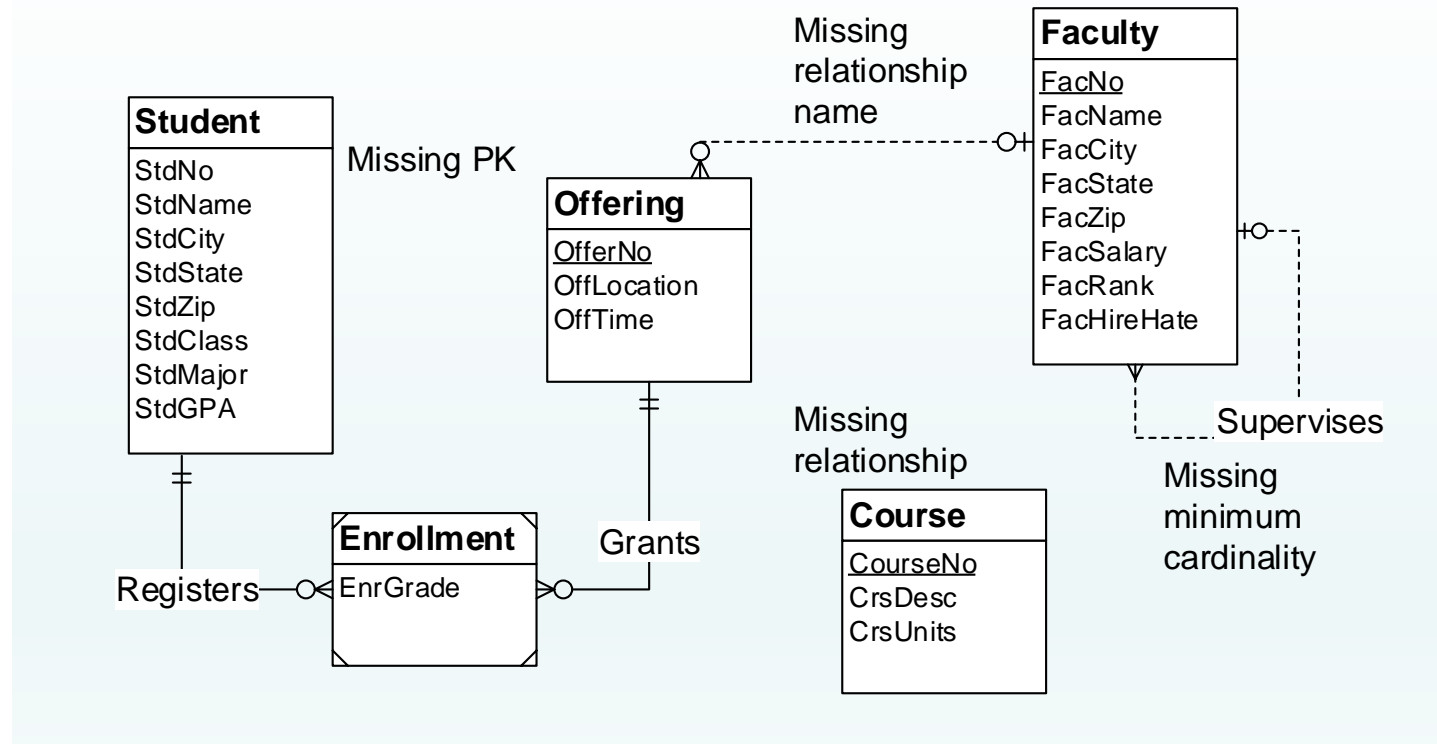 Student
StdNo
StdName
StdCity
StdState
StdZip
StdClass
StdMajor
StdGPA
Missing PK
Offering
OfferNo
OffLocation
OffTime
Missing
relationship
name
Faculty
FacNo
FacName
FacCity
FacState
FacZip
FacSalary
FacRank
FacHireHate
Supervises
Missing
minimum
cardinality
Missing
relationship
Course
CourseNo
CrsDesc
CrsUnits
Registers
Enrollment
EnrGrade
Grants